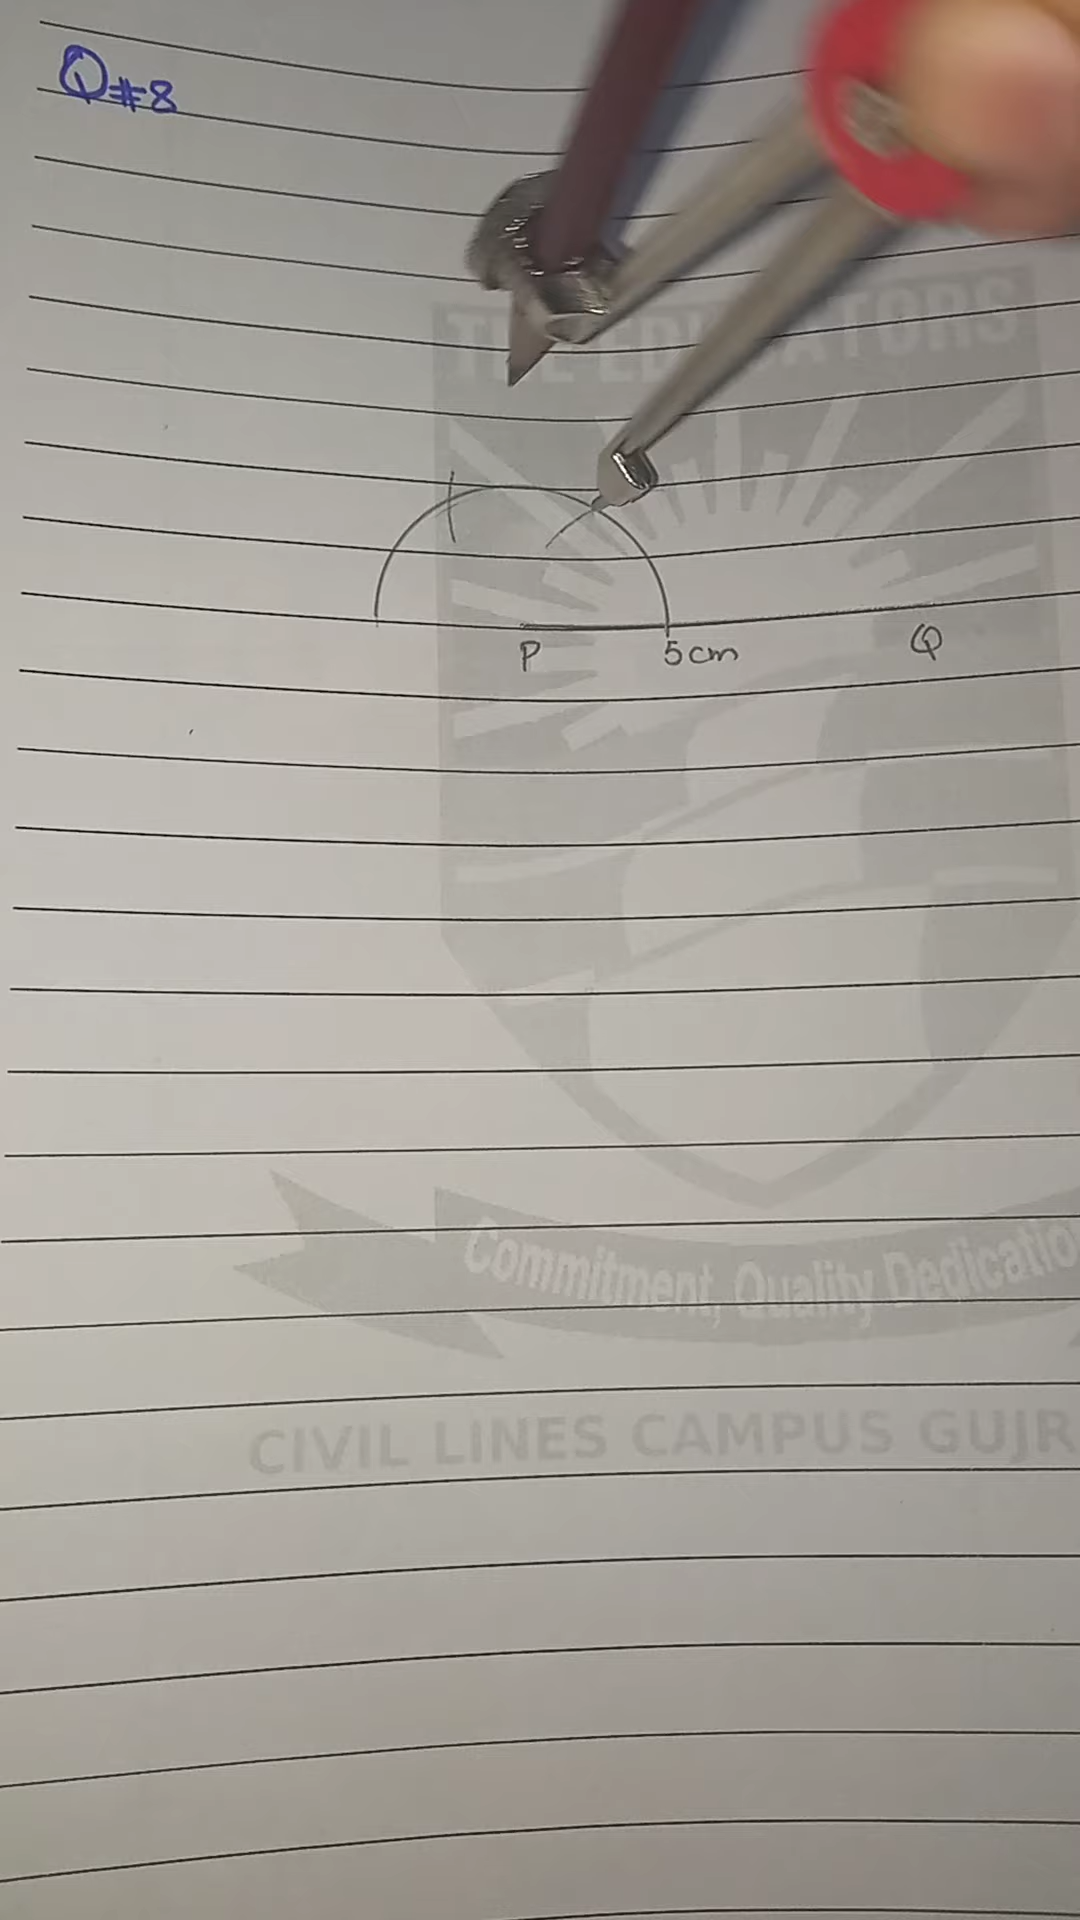 Q#8
THE EDUCATORS
P 5cm Q
Commitment, Quality Dedicatio
CIVIL LINES CAMPUS GUJR